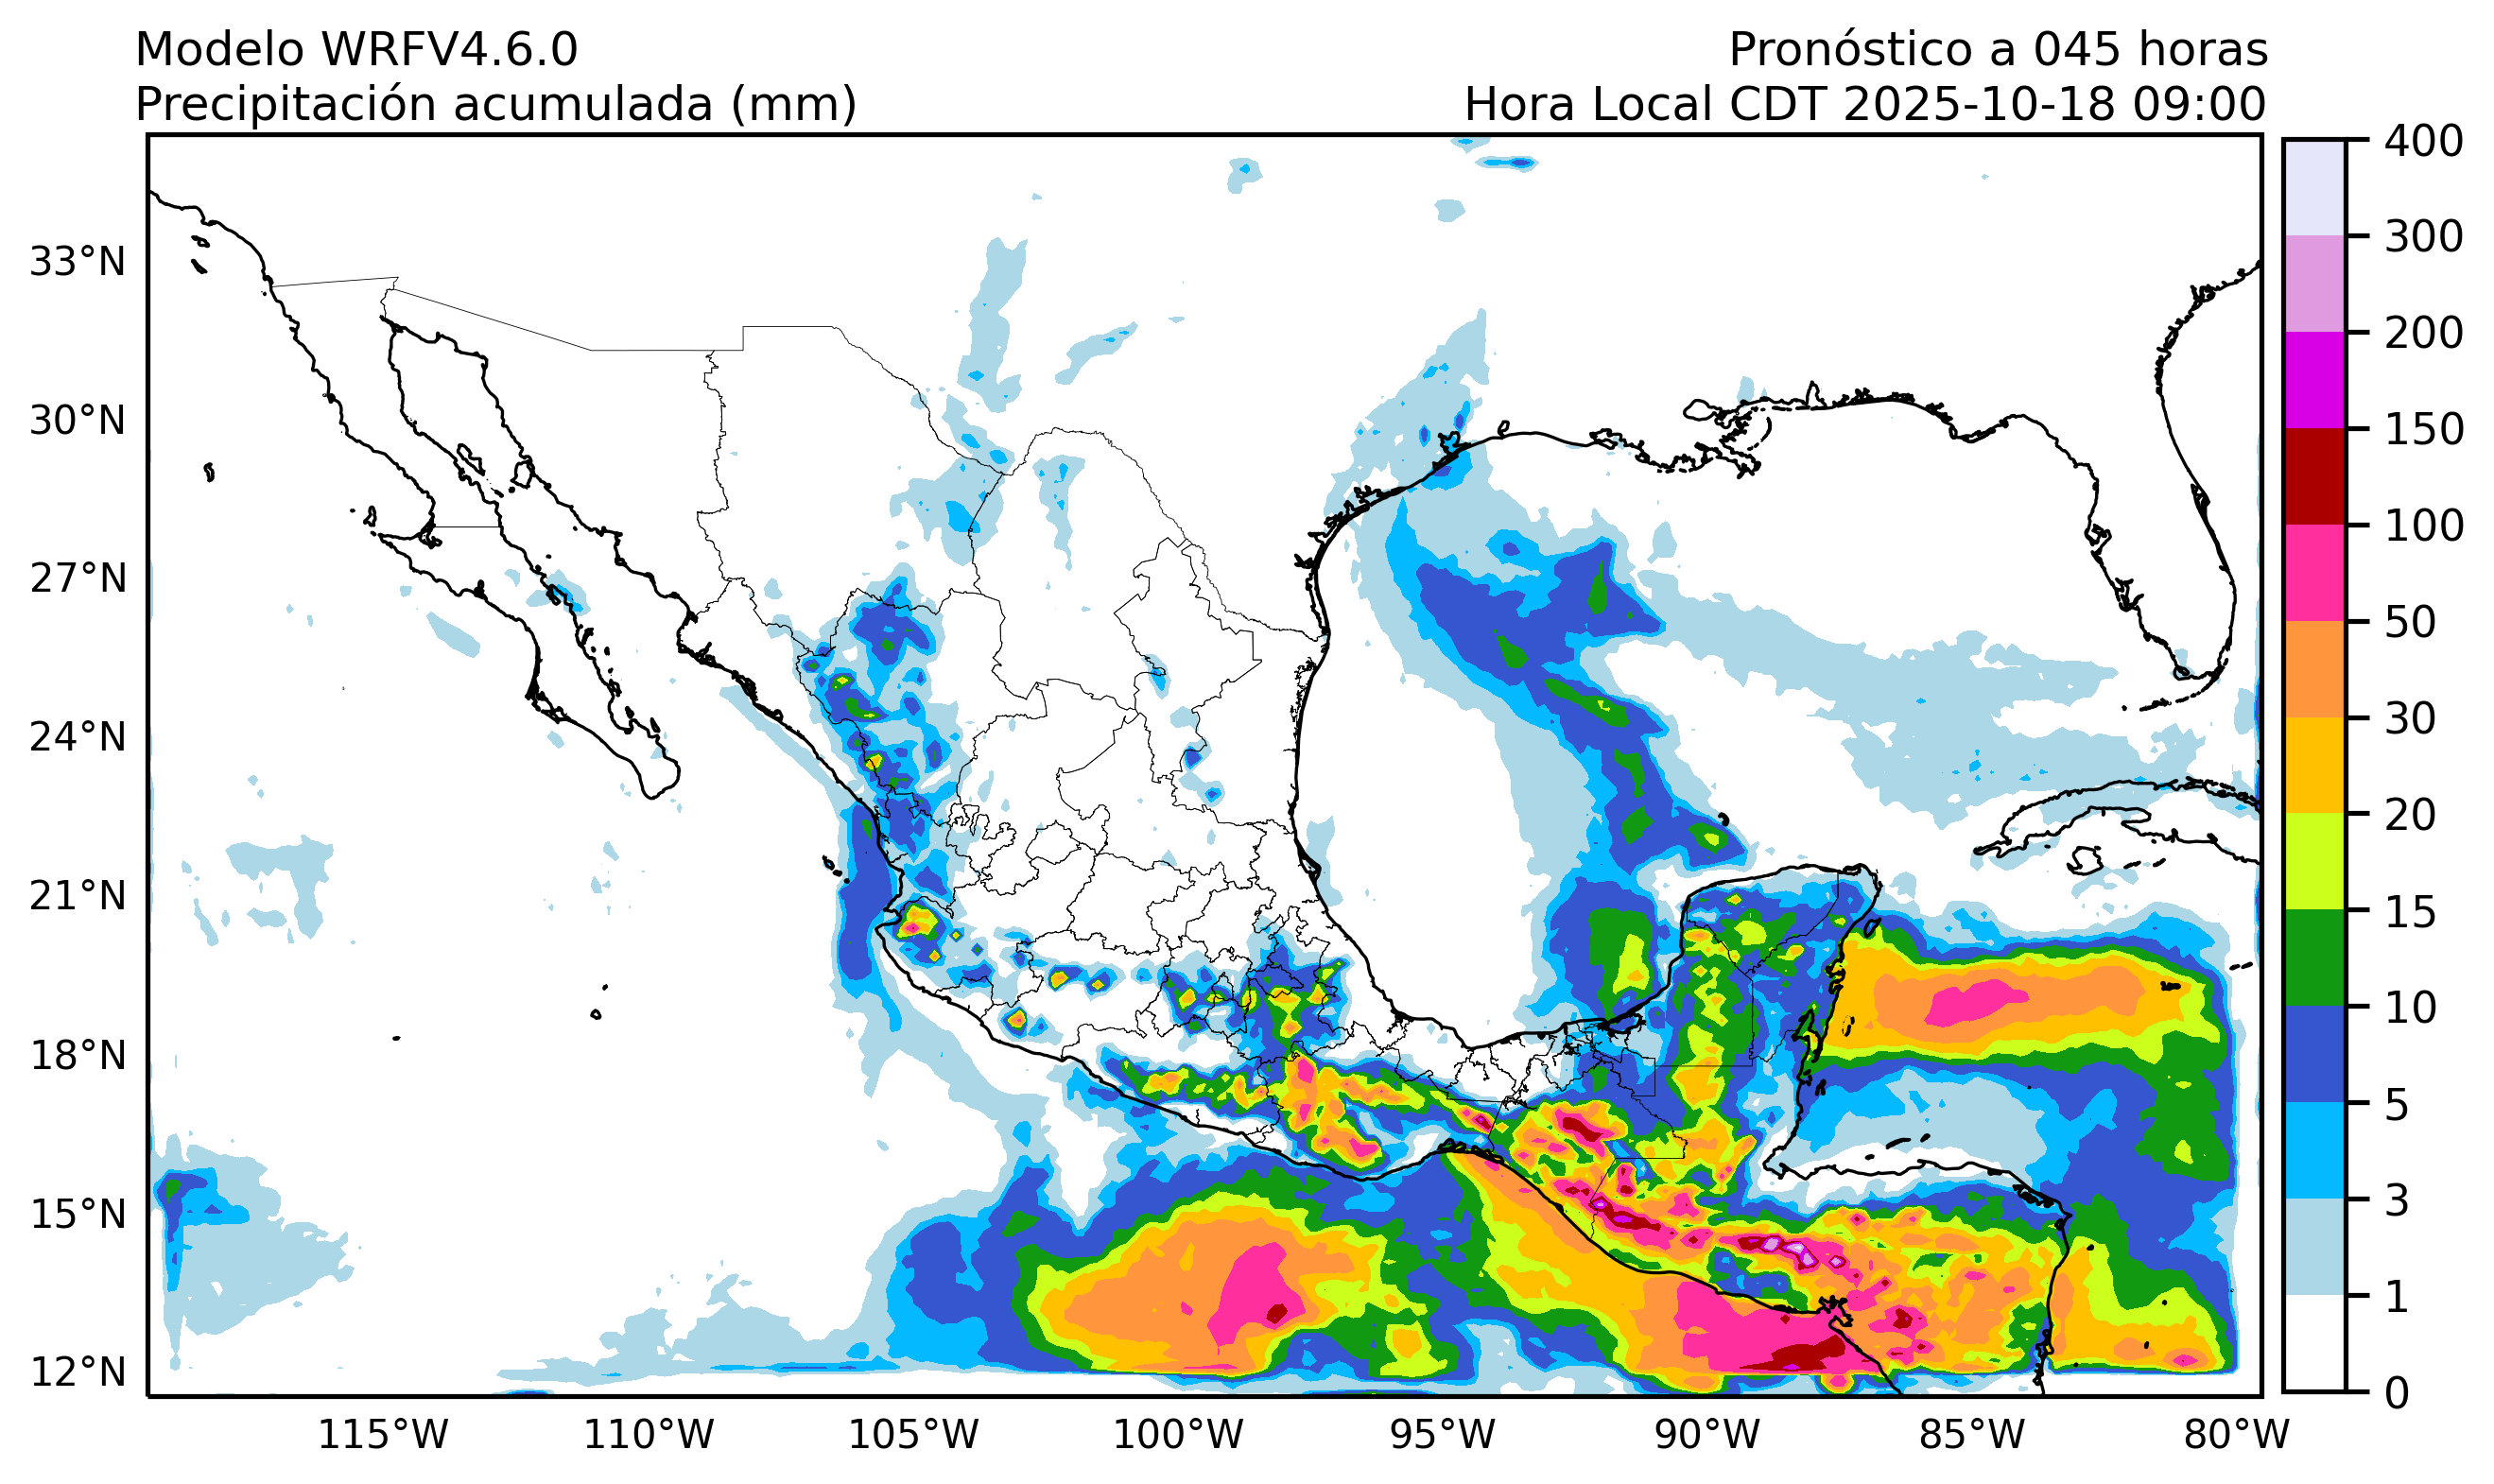 Modelo WRFV4.6.0
Precipitación acumulada (mm)
Pronóstico a 045 horas
Hora Local CDT 2025-10-18 09:00
33°N
30°N
27°N
24°N
21°N
18°N
15°N
12°N
115°W
110°W
105°W
100°W
95°W
90°W
85°W
80°W
400
300
200
150
100
50
30
20
15
10
5
3
1
0